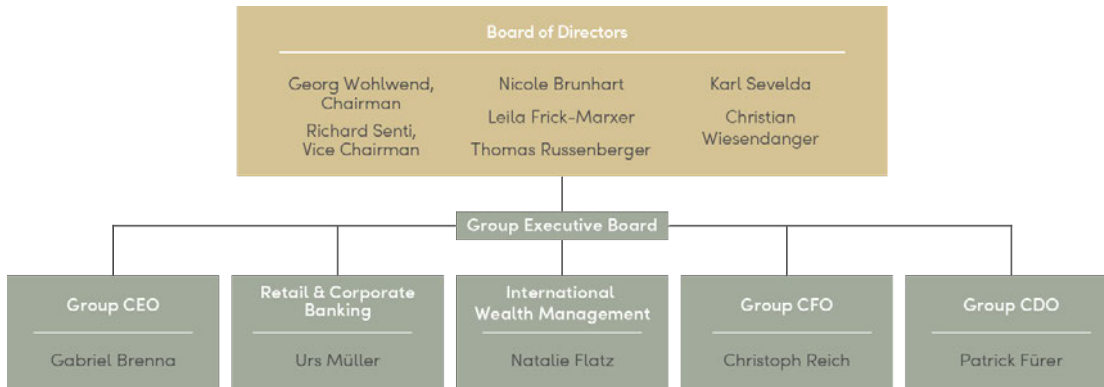 Board of Directors
Georg Wohlwend,
Chairman
Richard Senti,
Vice Chairman
Nicole Brunhart
Leila Frick-Marxer
Thomas Russenberger
Karl Sevelda
Christian
Wiesendanger
Group Executive Board
Group CEO
Gabriel Brenna
Retail & Corporate
Banking
Urs Müller
International
Wealth Management
Natalie Flatz
Group CFO
Christoph Reich
Group CDO
Patrick Fürer